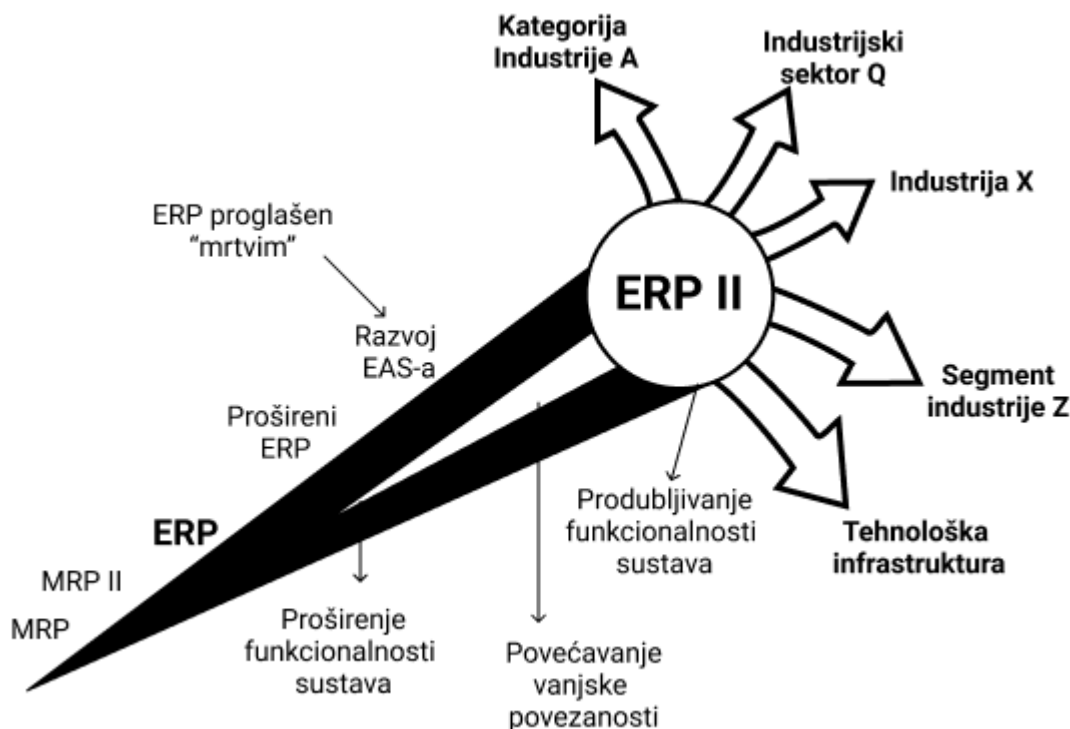 Kategorija
Industrije A
Industrijski
sektor Q
Industrija X
ERP proglašen
“mrtvim”
ERP II
Razvoj
EAS-a
Segment
industrije Z
Prošireni
ERP
Produbljivanje
funkcionalnosti
sustava
Tehnološka
infrastruktura
ERP
MRP II
MRP
Proširenje
funkcionalnosti
sustava
Povećavanje
vanjske
povezanosti